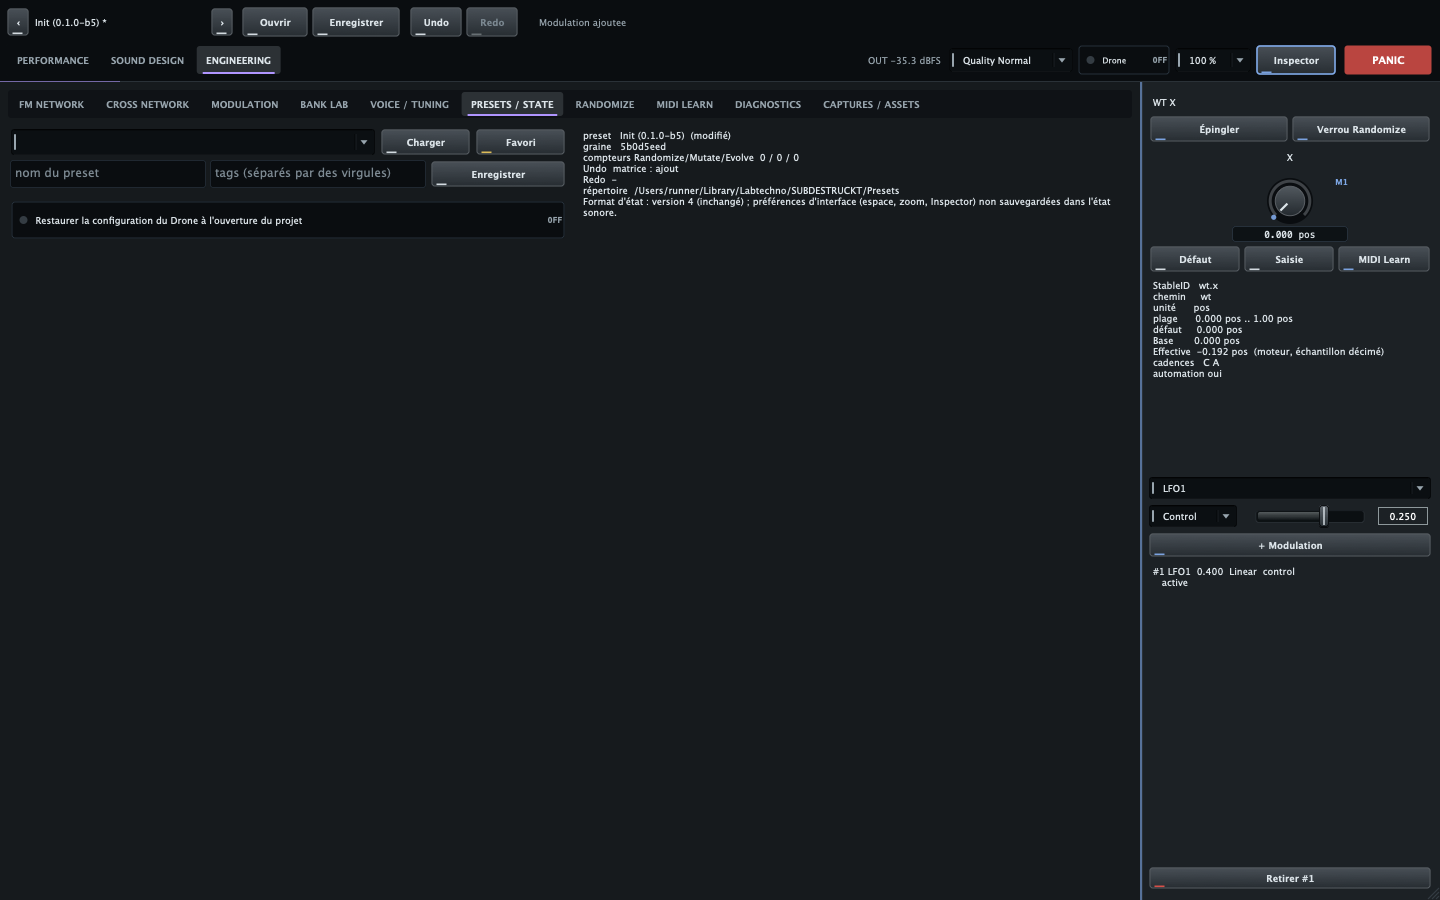 ‹ Init (0.1.0-b5) * › Ouvrir Enregistrer Undo Redo Modulation ajoutee
PERFORMANCE SOUND DESIGN ENGINEERING OUT -35.3 dBFS Quality Normal Drone OFF 100 % Inspector PANIC
FM NETWORK CROSS NETWORK MODULATION BANK LAB VOICE / TUNING PRESETS / STATE RANDOMIZE MIDI LEARN DIAGNOSTICS CAPTURES / ASSETS
Charger Favori
nom du preset tags (séparés par des virgules) Enregistrer
Restaurer la configuration du Drone à l'ouverture du projet OFF
preset Init (0.1.0-b5) (modifié)
graine 5b0d5eed
compteurs Randomize/Mutate/Evolve 0 / 0 / 0
Undo matrice : ajout
Redo –
répertoire /Users/runner/Library/Labtechno/SUBDESTRUCKT/Presets
Format d'état : version 4 (inchangé) ; préférences d'interface (espace, zoom, Inspector) non sauvegardées dans l'état
sonore.
WT X
Épingler Verrou Randomize
X
M1
0.000 pos
Défaut Saisie MIDI Learn
StableID wt.x
chemin wt
unité pos
plage 0.000 pos .. 1.00 pos
défaut 0.000 pos
Base 0.000 pos
Effective -0.192 pos (moteur, échantillon décimé)
cadences C A
automation oui
LFO1
Control 0.250
+ Modulation
#1 LFO1 0.400 Linear control
active
Retirer #1